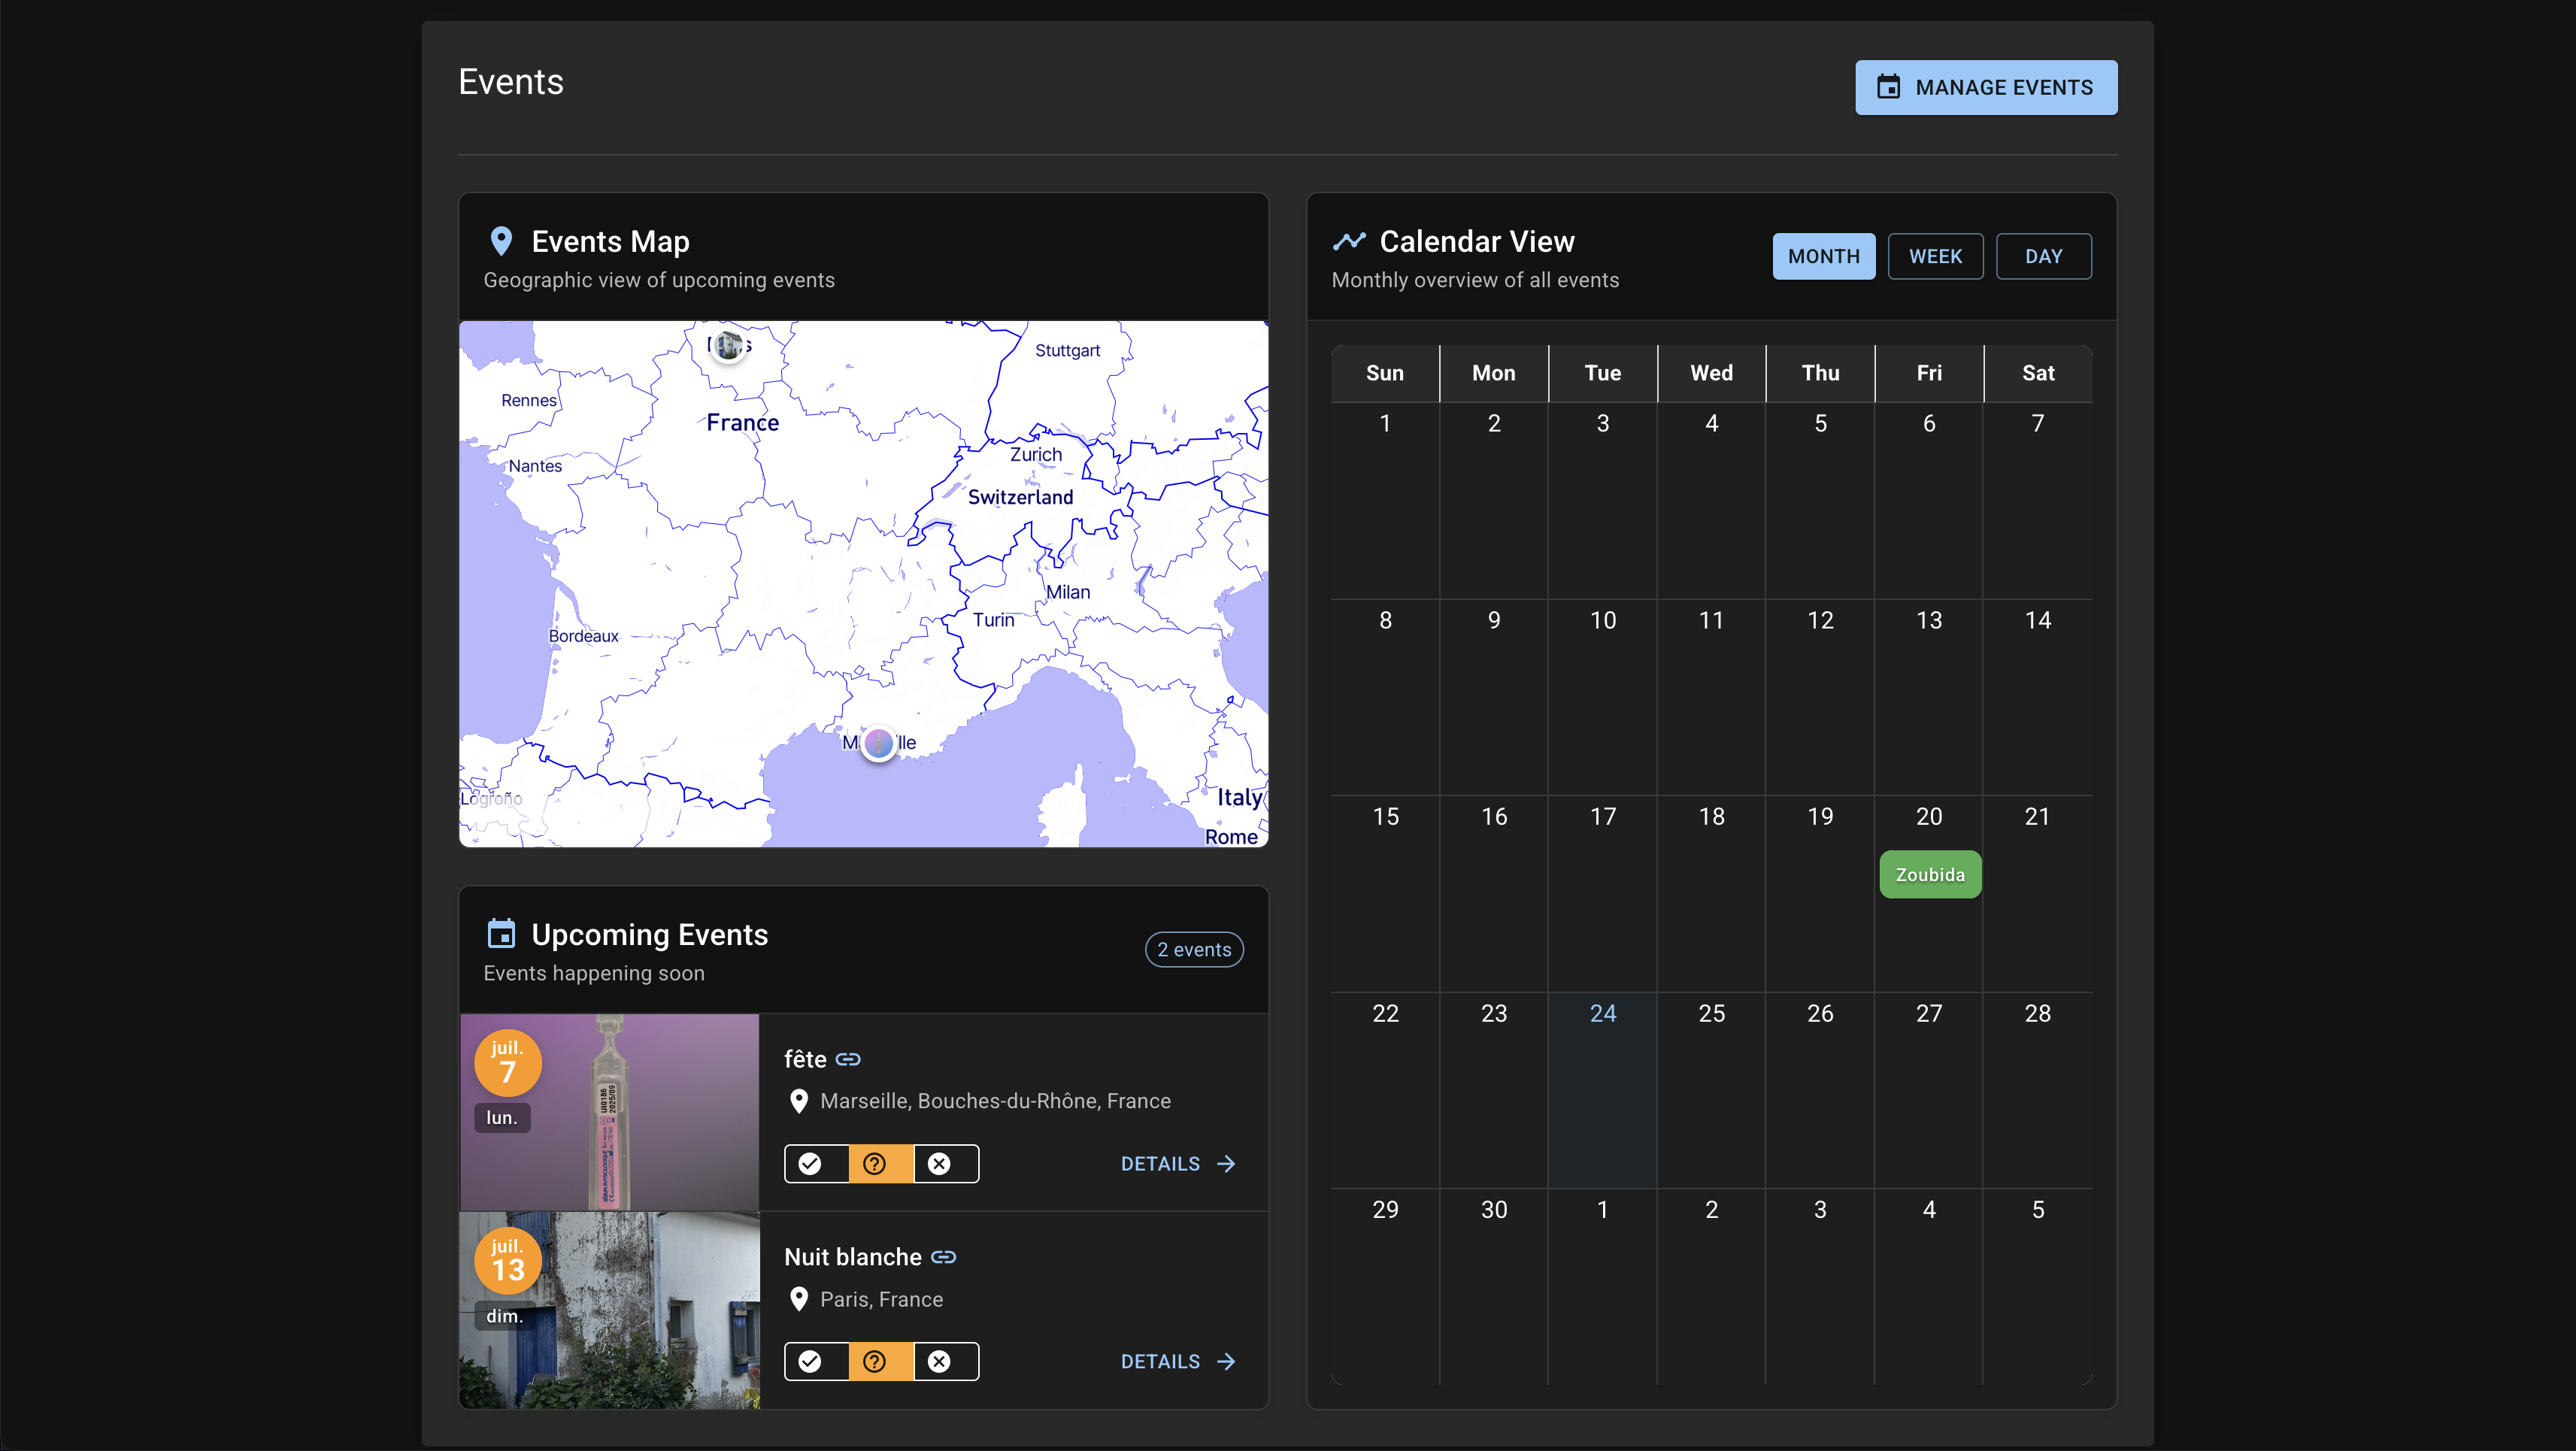 Events
MANAGE EVENTS
Events Map
Geographic view of upcoming events
Stuttgart
Rennes
France
Nantes
Zurich
Switzerland
Milan
Turin
Bordeaux
Logroño
Italy
Rome
Upcoming Events
Events happening soon
2 events
juil.
7
lun.
UI0186
2025/09
fête
Marseille, Bouches-du-Rhône, France
DETAILS
juil.
13
dim.
Nuit blanche
Paris, France
DETAILS
Calendar View
Monthly overview of all events
MONTH WEEK DAY
Sun Mon Tue Wed Thu Fri Sat
1 2 3 4 5 6 7
8 9 10 11 12 13 14
15 16 17 18 19 20 21
Zoubida
22 23 24 25 26 27 28
29 30 1 2 3 4 5